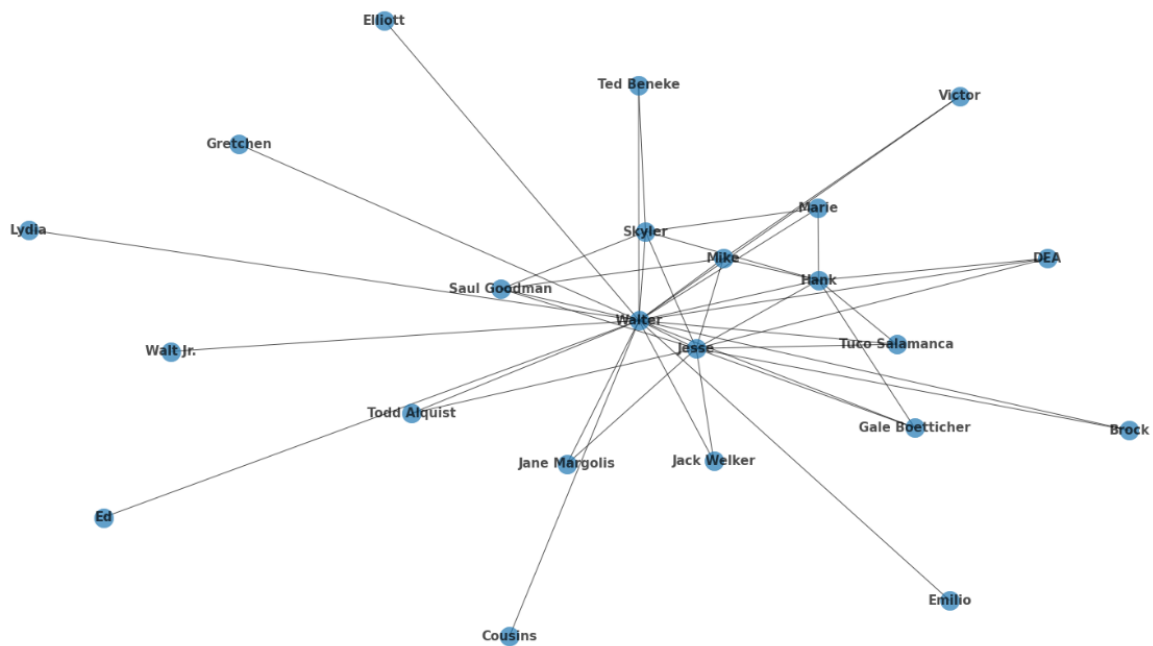 Elliott
Ted Beneke
Victor
Gretchen
Marie
Lydia
Skyler
Mike
DEA
Hank
Saul Goodman
Walter
Jesse
Tuco Salamanca
Walt Jr.
Todd Alquist
Gale Boetticher
Brock
Jane Margolis
Jack Welker
Ed
Emilio
Cousins